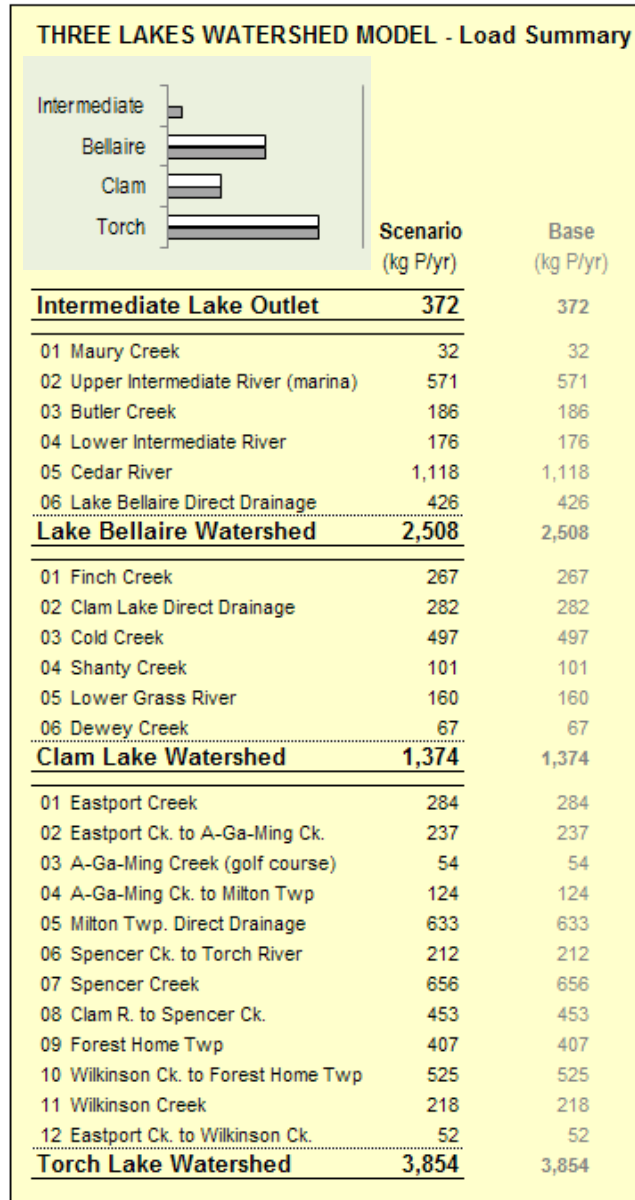 THREE LAKES WATERSHED MODEL - Load Summary
Intermediate
Bellaire
Clam
Torch
Scenario Base
(kg P/yr) (kg P/yr)
Intermediate Lake Outlet 372 372
01 Maury Creek 32 32
02 Upper Intermediate River (marina) 571 571
03 Butler Creek 186 186
04 Lower Intermediate River 176 176
05 Cedar River 1,118 1,118
06 Lake Bellaire Direct Drainage 426 426
Lake Bellaire Watershed 2,508 2,508
01 Finch Creek 267 267
02 Clam Lake Direct Drainage 282 282
03 Cold Creek 497 497
04 Shanty Creek 101 101
05 Lower Grass River 160 160
06 Dewey Creek 67 67
Clam Lake Watershed 1,374 1,374
01 Eastport Creek 284 284
02 Eastport Ck. to A-Ga-Ming Ck. 237 237
03 A-Ga-Ming Creek (golf course) 54 54
04 A-Ga-Ming Ck. to Milton Twp 124 124
05 Milton Twp. Direct Drainage 633 633
06 Spencer Ck. to Torch River 212 212
07 Spencer Creek 656 656
08 Clam R. to Spencer Ck. 453 453
09 Forest Home Twp 407 407
10 Wilkinson Ck. to Forest Home Twp 525 525
11 Wilkinson Creek 218 218
12 Eastport Ck. to Wilkinson Ck. 52 52
Torch Lake Watershed 3,854 3,854